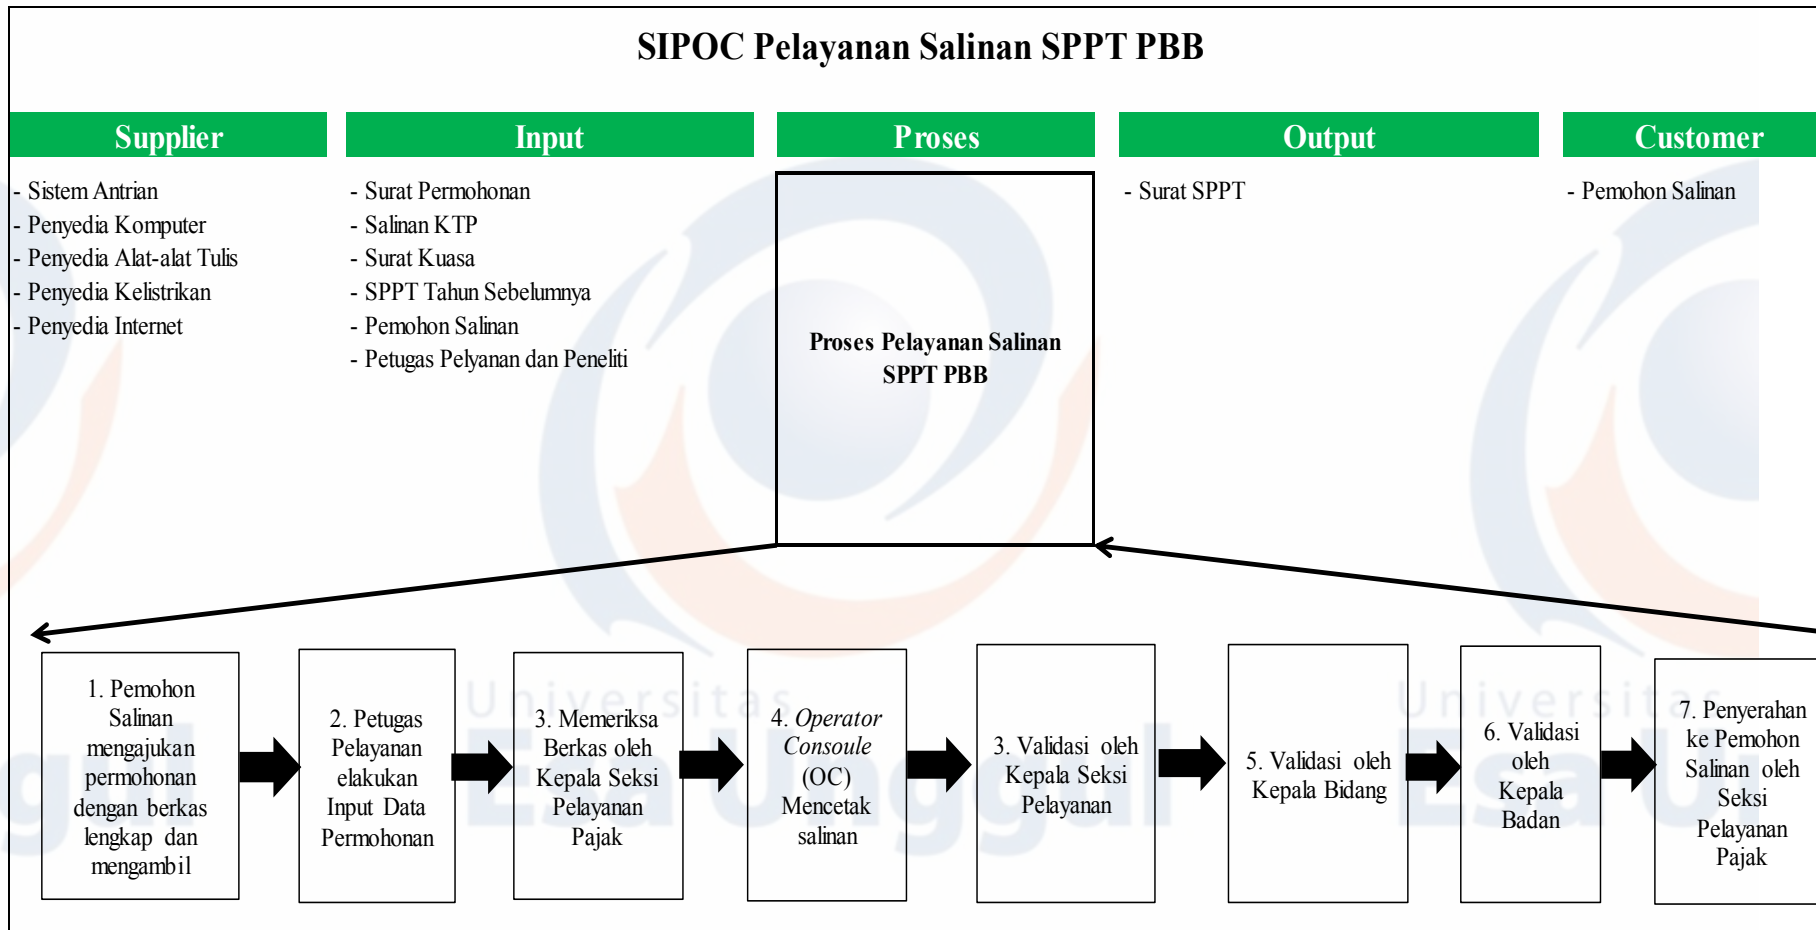 SIPOC Pelayanan Salinan SPPT PBB
Supplier
- Sistem Antrian
- Penyedia Komputer
- Penyedia Alat-alat Tulis
- Penyedia Kelistrikan
- Penyedia Internet
Input
- Surat Permohonan
- Salinan KTP
- Surat Kuasa
- SPPT Tahun Sebelumnya
- Pemohon Salinan
- Petugas Pelyanan dan Peneliti
Proses
Proses Pelayanan Salinan
SPPT PBB
Output
- Surat SPPT
Customer
- Pemohon Salinan
1. Pemohon
Salinan
mengajukan
permohonan
dengan berkas
lengkap dan
mengambil
2. Petugas
Pelayanan
elakukan
Input Data
Permohonan
3. Memeriksa
Berkas oleh
Kepala Seksi
Pelayanan
Pajak
4. Operator
Consoule
(OC)
Mencetak
salinan
3. Validasi oleh
Kepala Seksi
Pelayanan
5. Validasi oleh
Kepala Bidang
6. Validasi
oleh
Kepala
Badan
7. Penyerahan
ke Pemohon
Salinan oleh
Seksi
Pelayanan
Pajak
ggul
Universitas
Esa Unggul
Universitas
Esa U